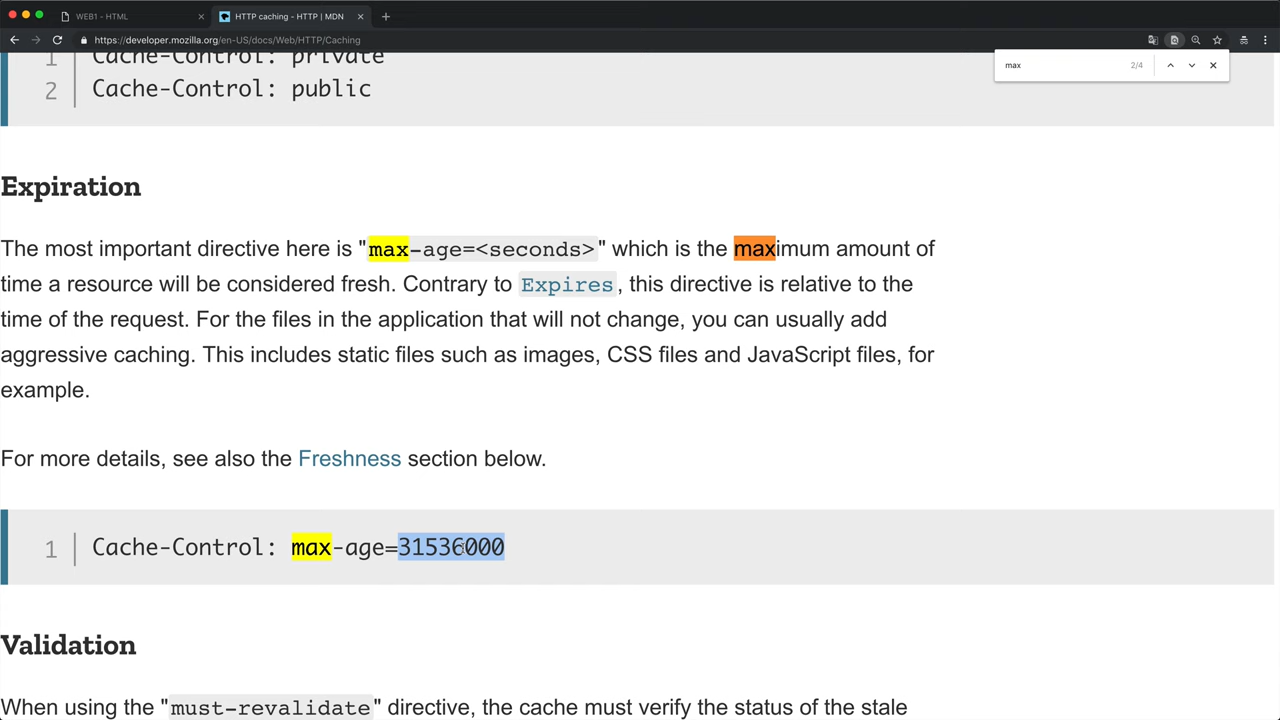 WEB1 - HTML
HTTP caching - HTTP | MDN
https://developer.mozilla.org/en-US/docs/Web/HTTP/Caching
max 2/4
1 Cache-Control: private
2 Cache-Control: public
Expiration
The most important directive here is "max-age=<seconds>" which is the maximum amount of
time a resource will be considered fresh. Contrary to Expires, this directive is relative to the
time of the request. For the files in the application that will not change, you can usually add
aggressive caching. This includes static files such as images, CSS files and JavaScript files, for
example.
For more details, see also the Freshness section below.
1 Cache-Control: max-age=31536000
Validation
When using the "must-revalidate" directive, the cache must verify the status of the stale